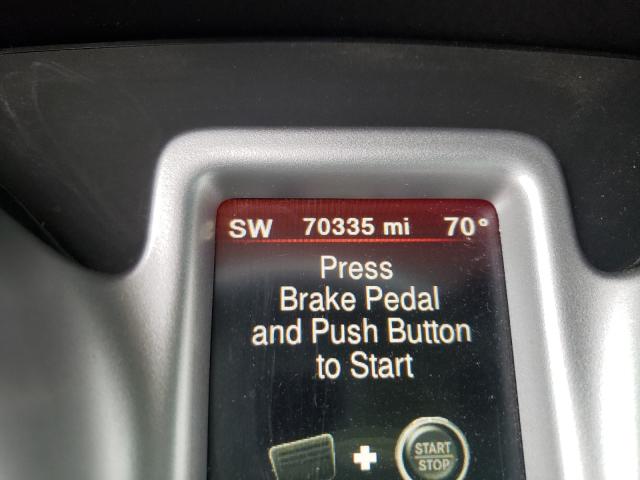 SW 70335 mi 70°
Press
Brake Pedal
and Push Button
to Start
START
STOP